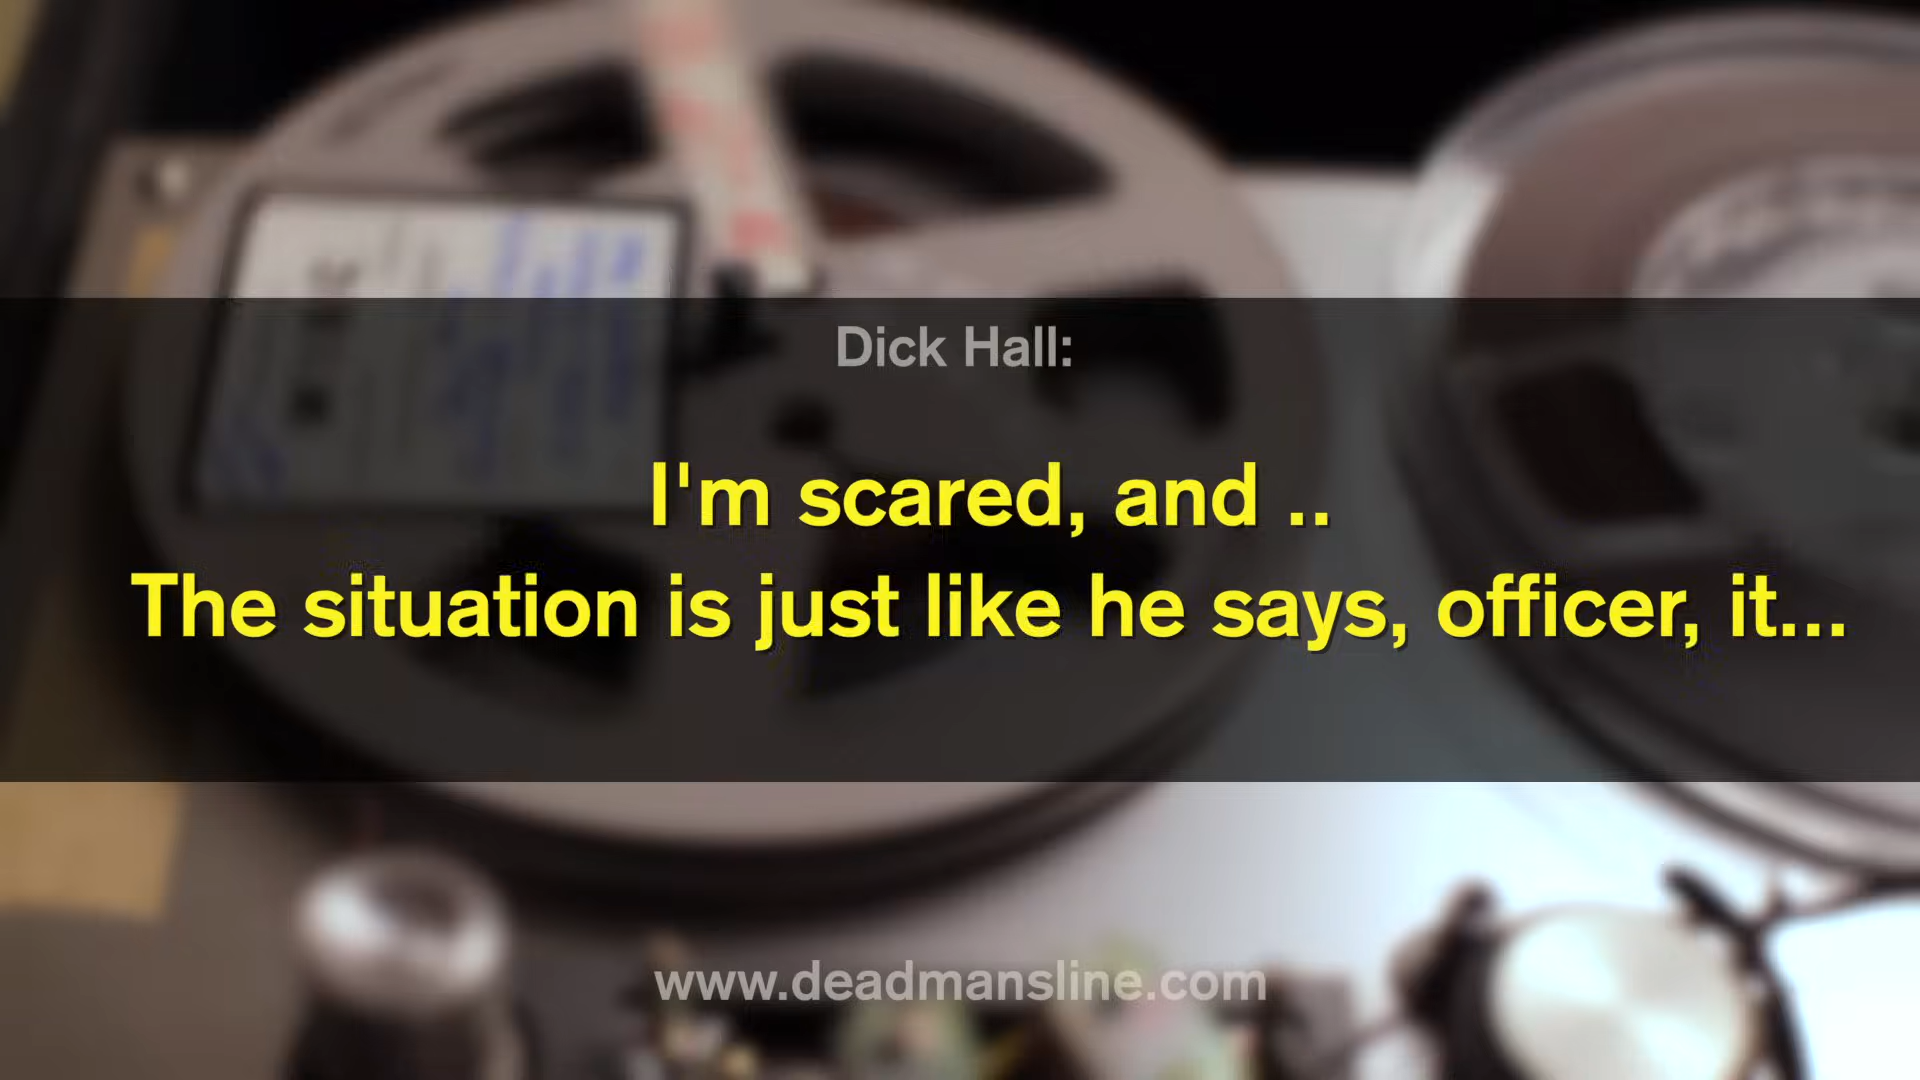 Dick Hall:
I'm scared, and ..
The situation is just like he says, officer, it...
www.deadmansline.com